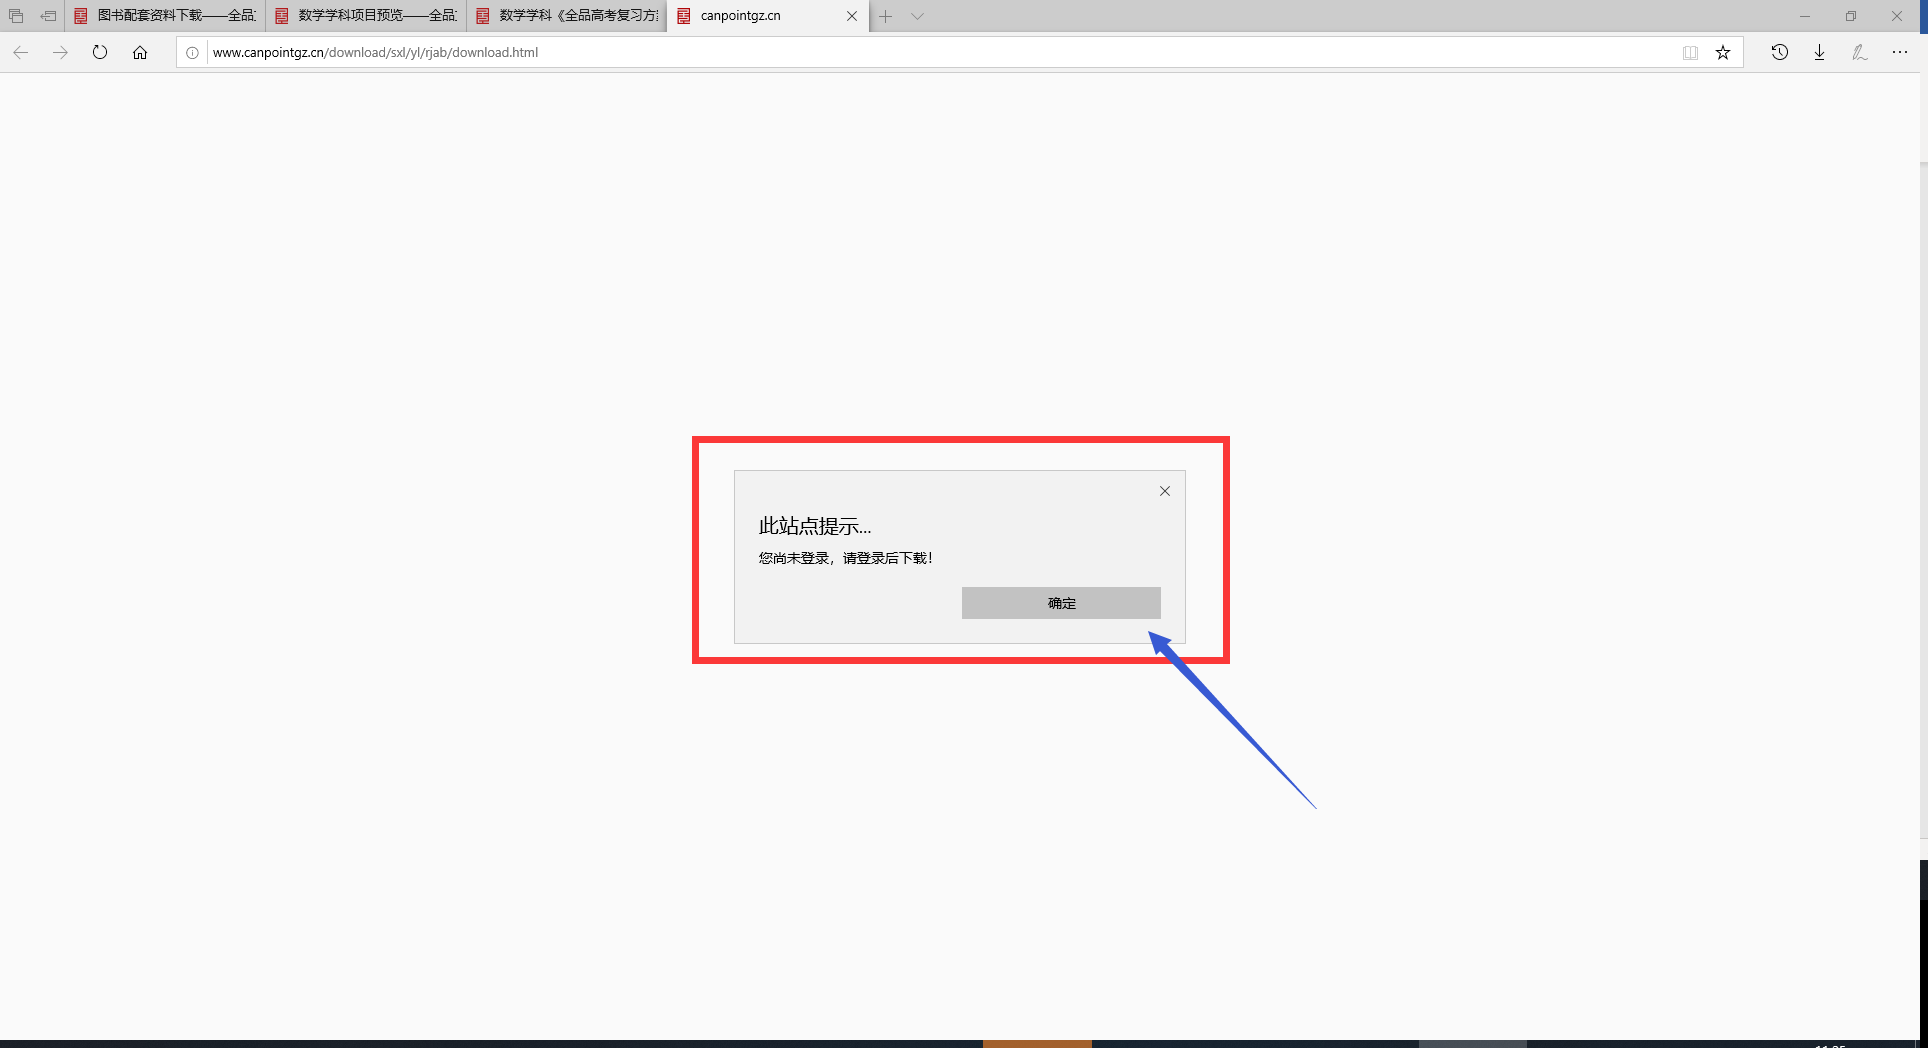 图书配套资料下载——全品
数学学科项目预览——全品
数学学科《全品高考复习方
canpointgz.cn
www.canpointgz.cn/download/sxl/yl/rjab/download.html
此站点提示...
您尚未登录，请登录后下载！
确定